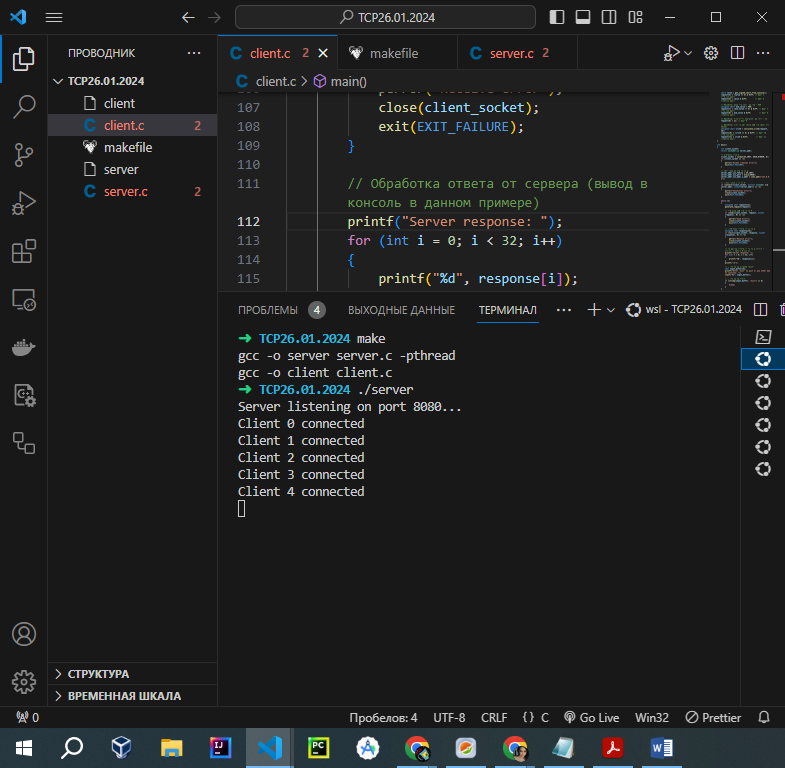 TCP26.01.2024
ПРОВОДНИК
client.c 2
makefile
server.c 2
TCP26.01.2024
client
client.c 2
makefile
server
server.c 2
client.c > main()
107 close(client_socket);
108 exit(EXIT_FAILURE);
109 }
110
111 // Обработка ответа от сервера (вывод в
консоль в данном примере)
112 printf("Server response: ");
113 for (int i = 0; i < 32; i++)
114 {
115 printf("%d", response[i]);
ПРОБЛЕМЫ 4 ВЫХОДНЫЕ ДАННЫЕ ТЕРМИНАЛ ... wsl - TCP26.01.2024
➜ TCP26.01.2024 make
gcc -o server server.c -pthread
gcc -o client client.c
➜ TCP26.01.2024 ./server
Server listening on port 8080...
Client 0 connected
Client 1 connected
Client 2 connected
Client 3 connected
Client 4 connected
СТРУКТУРА
ВРЕМЕННАЯ ШКАЛА
0 Пробелов: 4 UTF-8 CRLF {} C Go Live Win32 Prettier